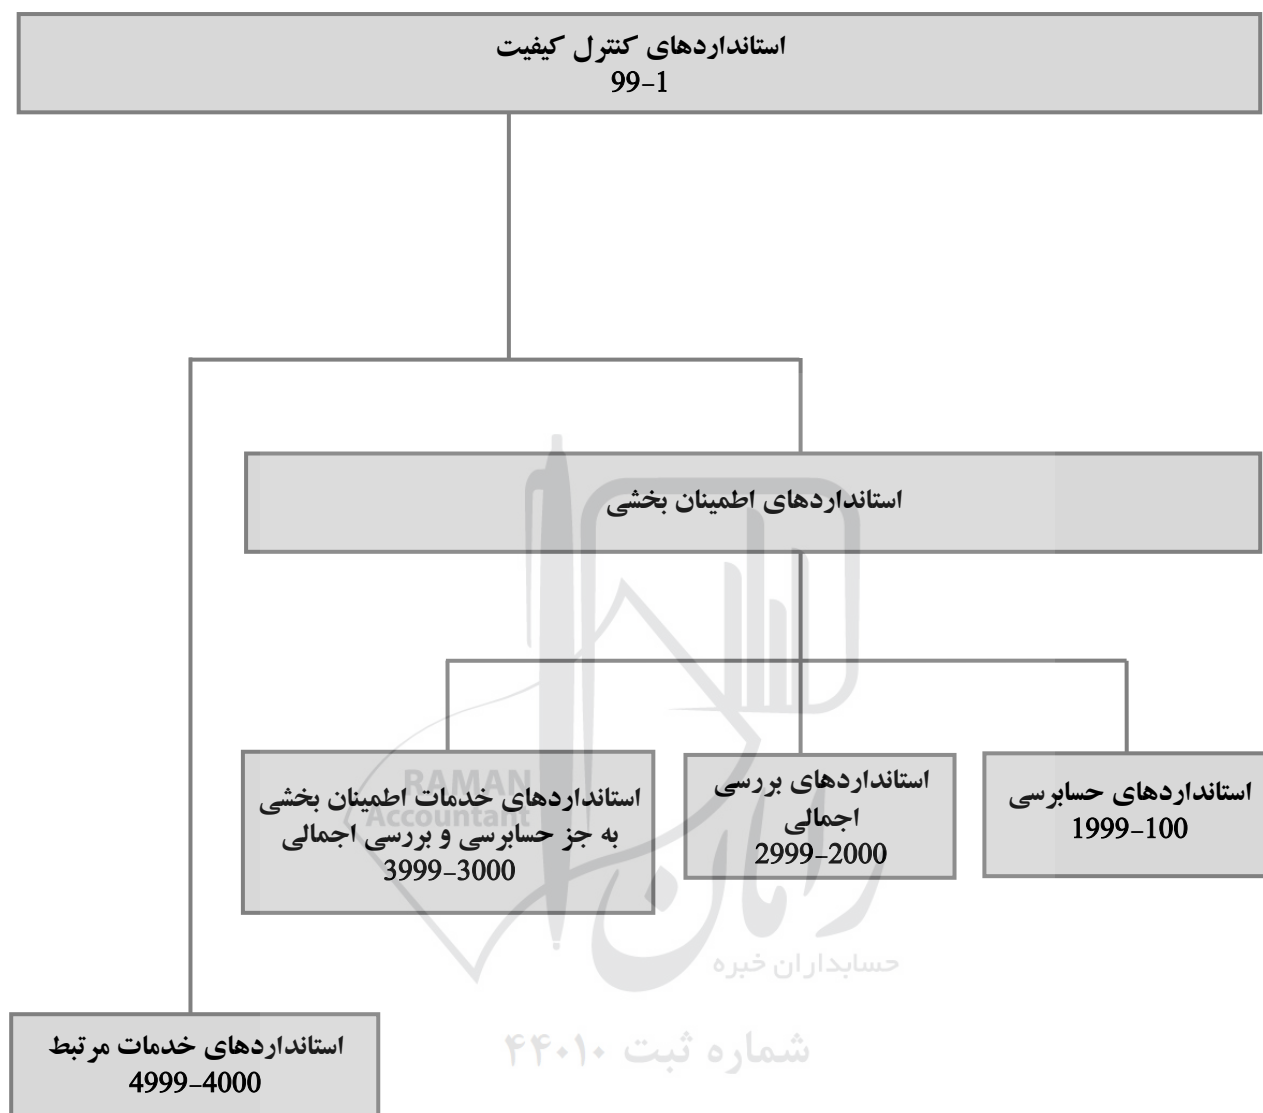 استانداردهای کنترل کیفیت
99-1
استانداردهای اطمینان بخشی
استانداردهای حسابرسی
1999-100
استانداردهای بررسی
اجمالی
2999-2000
استانداردهای خدمات اطمینان بخشی
به جز حسابرسی و بررسی اجمالی
3999-3000
استانداردهای خدمات مرتبط
4999-4000
RAMAN
Accountant
رامان
حسابداران خبره
شماره ثبت ۴۴۰۱۰